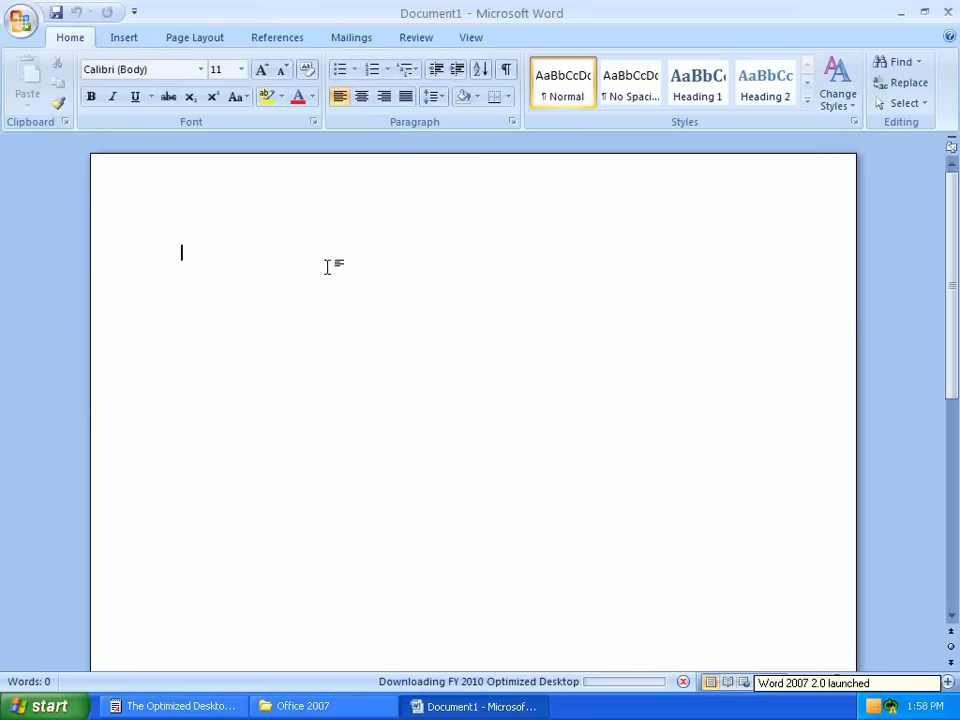 Document1 - Microsoft Word
Home Insert Page Layout References Mailings Review View
Paste
Clipboard
Calibri (Body) 11
B I U abc X₂ X² Aa
Font
Paragraph
AaBbCcDc AaBbCcDc AaBbC AaBbCc
¶ Normal ¶ No Spaci... Heading 1 Heading 2
Change
Styles
Styles
Find
Replace
Select
Editing
Words: 0 Downloading FY 2010 Optimized Desktop
Word 2007 2.0 launched
start The Optimized Deskto... Office 2007 Document1 - Microsof... 1:58 PM